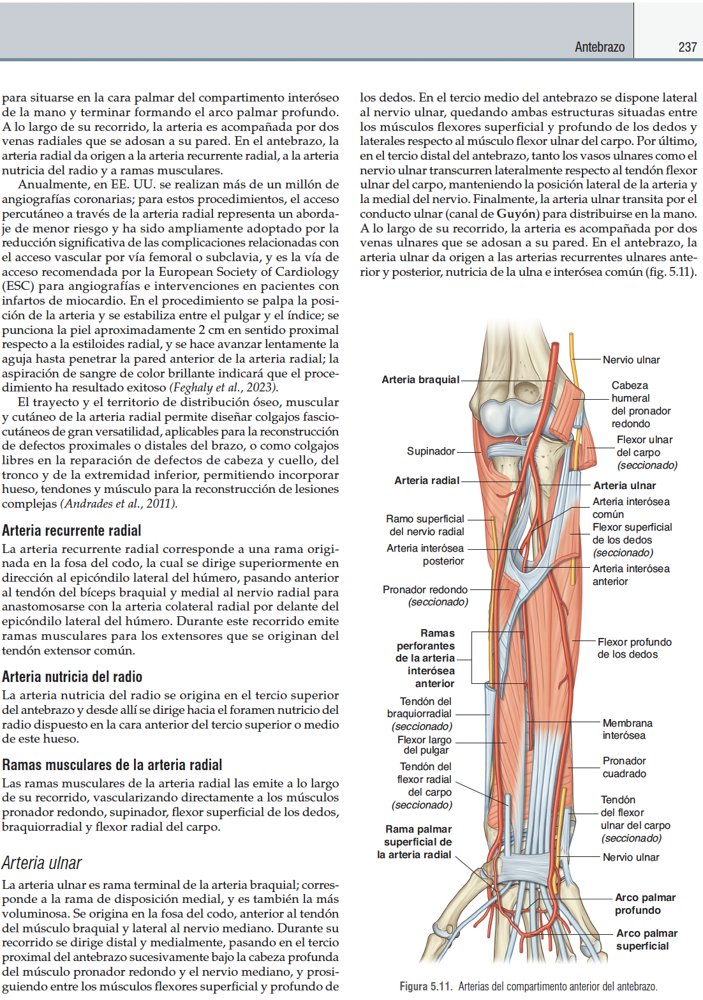 Antebrazo 237
para situarse en la cara palmar del compartimento interóseo
de la mano y terminar formando el arco palmar profundo.
A lo largo de su recorrido, la arteria es acompañada por dos
venas radiales que se adosan a su pared. En el antebrazo, la
arteria radial da origen a la arteria recurrente radial, a la arteria
nutricia del radio y a ramas musculares.
Anualmente, en EE. UU. se realizan más de un millón de
angiografías coronarias; para estos procedimientos, el acceso
percutáneo a través de la arteria radial representa un aborda-
je de menor riesgo y ha sido ampliamente adoptado por la
reducción significativa de las complicaciones relacionadas con
el acceso vascular por vía femoral o subclavia, y es la vía de
acceso recomendada por la European Society of Cardiology
(ESC) para angiografías e intervenciones en pacientes con
infartos de miocardio. En el procedimiento se palpa la posi-
ción de la arteria y se estabiliza entre el pulgar y el índice; se
punciona la piel aproximadamente 2 cm en sentido proximal
respecto a la estiloides radial, y se hace avanzar lentamente la
aguja hasta penetrar la pared anterior de la arteria radial; la
aspiración de sangre de color brillante indicará que el proce-
dimiento ha resultado exitoso (Feghaly et al., 2023).
El trayecto y el territorio de distribución óseo, muscular
y cutáneo de la arteria radial permite diseñar colgajos fascio-
cutáneos de gran versatilidad, aplicables para la reconstrucción
de defectos proximales o distales del brazo, o como colgajos
libres en la reparación de defectos de cabeza y cuello, del
tronco y de la extremidad inferior, permitiendo incorporar
hueso, tendones y músculo para la reconstrucción de lesiones
complejas (Andrades et al., 2011).
Arteria recurrente radial
La arteria recurrente radial corresponde a una rama origi-
nada en la fosa del codo, la cual se dirige superiormente en
dirección al epicóndilo lateral del húmero, pasando anterior
al tendón del bíceps braquial y medial al nervio radial para
anastomosarse con la arteria colateral radial por delante del
epicóndilo lateral del húmero. Durante este recorrido emite
ramas musculares para los extensores que se originan del
tendón extensor común.
Arteria nutricia del radio
La arteria nutricia del radio se origina en el tercio superior
del antebrazo y desde allí se dirige hacia el foramen nutricio del
radio dispuesto en la cara anterior del tercio superior o medio
de este hueso.
Ramas musculares de la arteria radial
Las ramas musculares de la arteria radial las emite a lo largo
de su recorrido, vascularizando directamente a los músculos
pronador redondo, supinador, flexor superficial de los dedos,
braquiorradial y flexor radial del carpo.
Arteria ulnar
La arteria ulnar es rama terminal de la arteria braquial; corres-
ponde a la rama de disposición medial, y es también la más
voluminosa. Se origina en la fosa del codo, anterior al tendón
del músculo braquial y lateral al nervio mediano. Durante su
recorrido se dirige distal y medialmente, pasando en el tercio
proximal del antebrazo sucesivamente bajo la cabeza profunda
del músculo pronador redondo y el nervio mediano, y prosi-
guiendo entre los músculos flexores superficial y profundo de
los dedos. En el tercio medio del antebrazo se dispone lateral
al nervio ulnar, quedando ambas estructuras situadas entre
los músculos flexores superficial y profundo de los dedos y
laterales respecto al músculo flexor ulnar del carpo. Por último,
en el tercio distal del antebrazo, tanto los vasos ulnares como el
nervio ulnar transcurren lateralmente respecto al tendón flexor
ulnar del carpo, manteniendo la posición lateral de la arteria y
la medial del nervio. Finalmente, la arteria ulnar transita por el
conducto ulnar (canal de Guyón) para distribuirse en la mano.
A lo largo de su recorrido, la arteria es acompañada por dos
venas ulnares que se adosan a su pared. En el antebrazo, la
arteria ulnar da origen a las arterias recurrentes ulnares ante-
rior y posterior, nutricia de la ulna e interósea común (fig. 5.11).
Arteria braquial
Supinador
Arteria radial
Ramo superficial
del nervio radial
Arteria interósea
posterior
Pronador redondo
(seccionado)
Ramas
perforantes
de la arteria
interósea
anterior
Tendón del
braquiorradial
(seccionado)
Flexor largo
del pulgar
Tendón del
flexor radial
del carpo
(seccionado)
Rama palmar
superficial de
la arteria radial
Nervio ulnar
Cabeza
humeral
del pronador
redondo
Flexor ulnar
del carpo
(seccionado)
Arteria ulnar
Arteria interósea
común
Flexor superficial
de los dedos
(seccionado)
Arteria interósea
anterior
Flexor profundo
de los dedos
Membrana
interósea
Pronador
cuadrado
Tendón
del flexor
ulnar del carpo
(seccionado)
Nervio ulnar
Arco palmar
profundo
Arco palmar
superficial
Figura 5.11. Arterias del compartimento anterior del antebrazo.